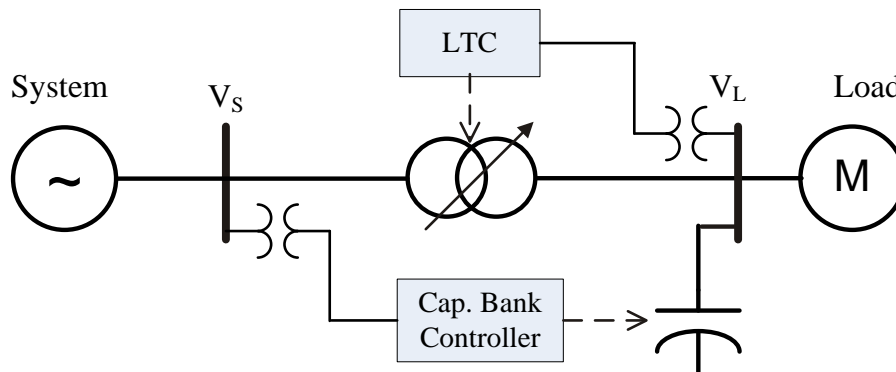 LTC
System
V_S
V_L
Load
~
M
Cap. Bank
Controller